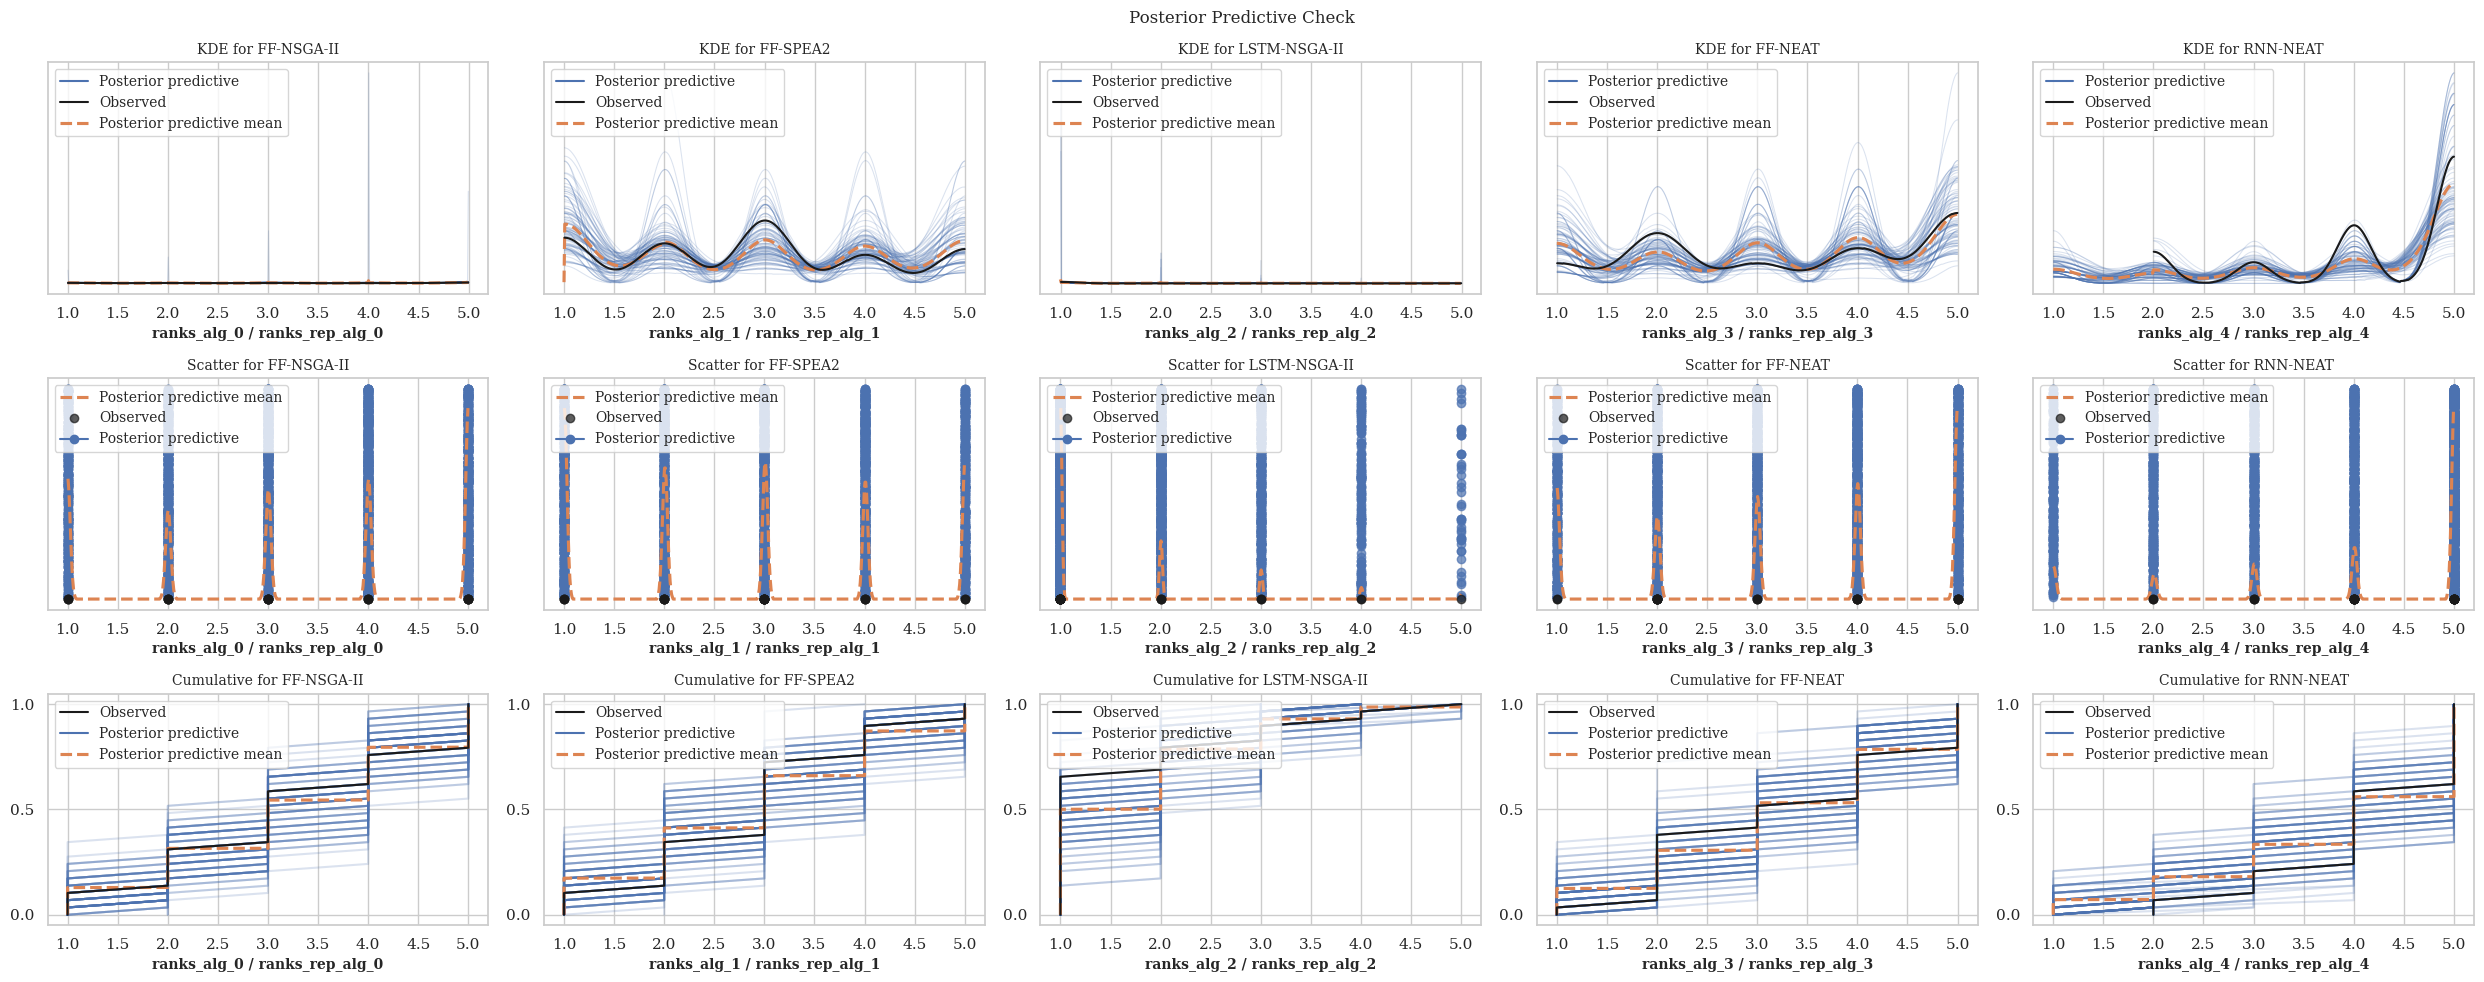 Posterior Predictive Check
KDE for FF-NSGA-II
Posterior predictive
Observed
Posterior predictive mean
1.0 1.5 2.0 2.5 3.0 3.5 4.0 4.5 5.0
ranks_alg_0 / ranks_rep_alg_0
KDE for FF-SPEA2
Posterior predictive
Observed
Posterior predictive mean
1.0 1.5 2.0 2.5 3.0 3.5 4.0 4.5 5.0
ranks_alg_1 / ranks_rep_alg_1
KDE for LSTM-NSGA-II
Posterior predictive
Observed
Posterior predictive mean
1.0 1.5 2.0 2.5 3.0 3.5 4.0 4.5 5.0
ranks_alg_2 / ranks_rep_alg_2
KDE for FF-NEAT
Posterior predictive
Observed
Posterior predictive mean
1.0 1.5 2.0 2.5 3.0 3.5 4.0 4.5 5.0
ranks_alg_3 / ranks_rep_alg_3
KDE for RNN-NEAT
Posterior predictive
Observed
Posterior predictive mean
1.0 1.5 2.0 2.5 3.0 3.5 4.0 4.5 5.0
ranks_alg_4 / ranks_rep_alg_4
Scatter for FF-NSGA-II
Posterior predictive mean
Observed
Posterior predictive
1.0 1.5 2.0 2.5 3.0 3.5 4.0 4.5 5.0
ranks_alg_0 / ranks_rep_alg_0
Scatter for FF-SPEA2
Posterior predictive mean
Observed
Posterior predictive
1.0 1.5 2.0 2.5 3.0 3.5 4.0 4.5 5.0
ranks_alg_1 / ranks_rep_alg_1
Scatter for LSTM-NSGA-II
Posterior predictive mean
Observed
Posterior predictive
1.0 1.5 2.0 2.5 3.0 3.5 4.0 4.5 5.0
ranks_alg_2 / ranks_rep_alg_2
Scatter for FF-NEAT
Posterior predictive mean
Observed
Posterior predictive
1.0 1.5 2.0 2.5 3.0 3.5 4.0 4.5 5.0
ranks_alg_3 / ranks_rep_alg_3
Scatter for RNN-NEAT
Posterior predictive mean
Observed
Posterior predictive
1.0 1.5 2.0 2.5 3.0 3.5 4.0 4.5 5.0
ranks_alg_4 / ranks_rep_alg_4
Cumulative for FF-NSGA-II
Observed
Posterior predictive
Posterior predictive mean
1.0
0.5
0.0
1.0 1.5 2.0 2.5 3.0 3.5 4.0 4.5 5.0
ranks_alg_0 / ranks_rep_alg_0
Cumulative for FF-SPEA2
Observed
Posterior predictive
Posterior predictive mean
1.0
0.5
0.0
1.0 1.5 2.0 2.5 3.0 3.5 4.0 4.5 5.0
ranks_alg_1 / ranks_rep_alg_1
Cumulative for LSTM-NSGA-II
Observed
Posterior predictive
Posterior predictive mean
1.0
0.5
0.0
1.0 1.5 2.0 2.5 3.0 3.5 4.0 4.5 5.0
ranks_alg_2 / ranks_rep_alg_2
Cumulative for FF-NEAT
Observed
Posterior predictive
Posterior predictive mean
1.0
0.5
0.0
1.0 1.5 2.0 2.5 3.0 3.5 4.0 4.5 5.0
ranks_alg_3 / ranks_rep_alg_3
Cumulative for RNN-NEAT
Observed
Posterior predictive
Posterior predictive mean
1.0
0.5
0.0
1.0 1.5 2.0 2.5 3.0 3.5 4.0 4.5 5.0
ranks_alg_4 / ranks_rep_alg_4